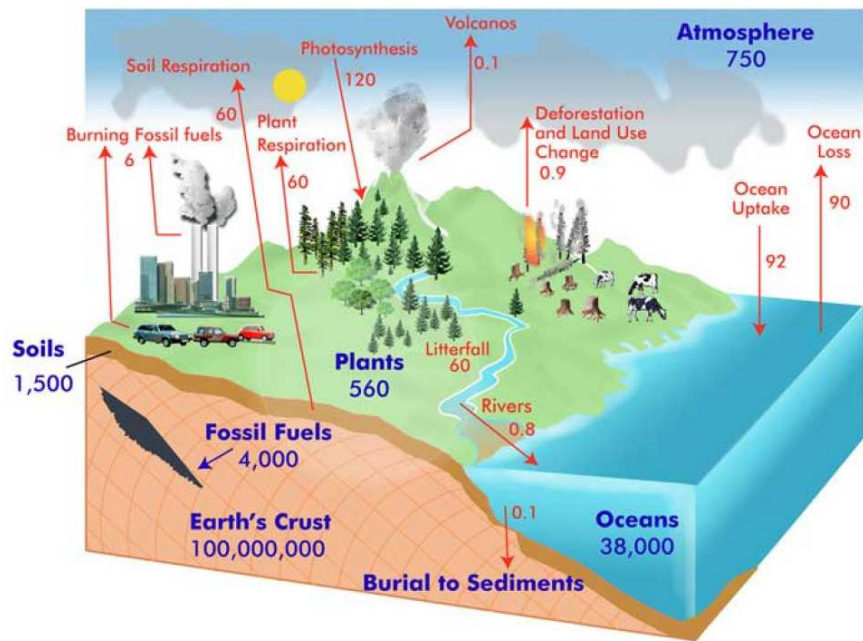 Atmosphere
750
Volcanos
0.1
Photosynthesis
120
Soil Respiration
60
Burning Fossil fuels
6
Plant
Respiration
60
Deforestation
and Land Use
Change
0.9
Ocean
Loss
90
Ocean
Uptake
92
Soils
1,500
Plants
560
Litterfall
60
Rivers
0.8
Fossil Fuels
4,000
Earth's Crust
100,000,000
0.1
Oceans
38,000
Burial to Sediments